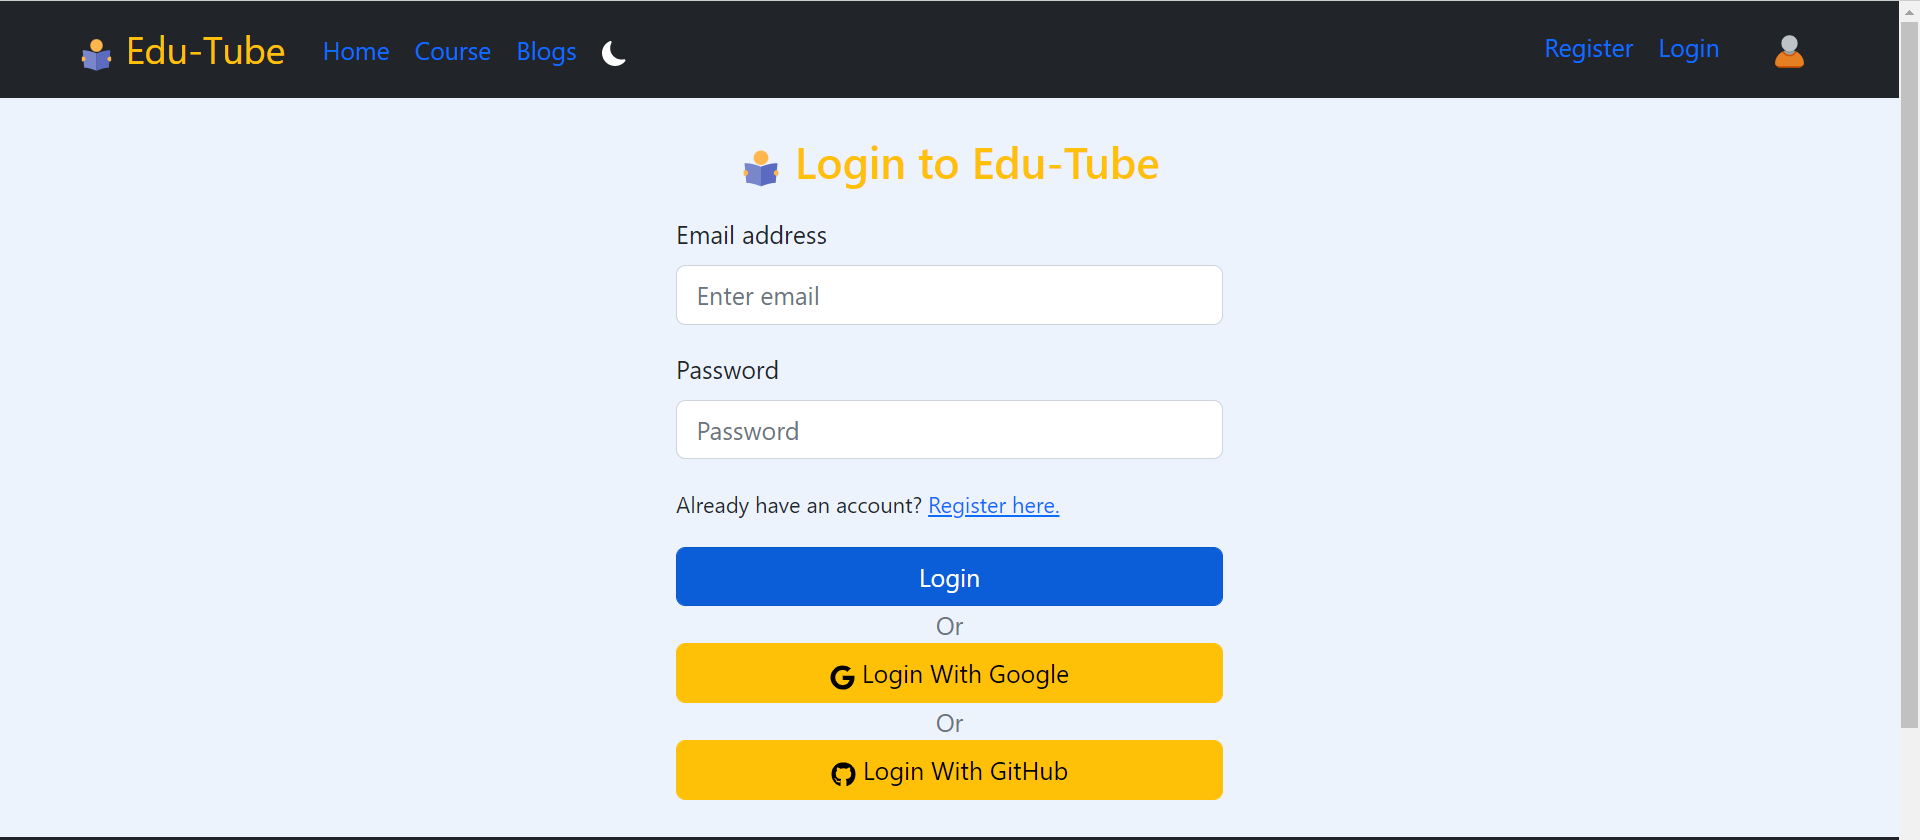 Edu-Tube Home Course Blogs Register Login
Login to Edu-Tube
Email address
Enter email
Password
Password
Already have an account? Register here.
Login
Or
Login With Google
Or
Login With GitHub